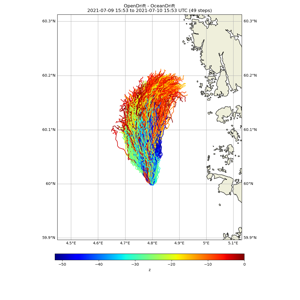 OpenDrift - OceanDrift
2021-07-09 15:53 to 2021-07-10 15:53 UTC (49 steps)
60.3°N 60.3°N
60.2°N 60.2°N
60.1°N 60.1°N
60°N 60°N
59.9°N 59.9°N
4.5°E 4.6°E 4.7°E 4.8°E 4.9°E 5°E 5.1°E
−50 −40 −30 −20 −10 0
z